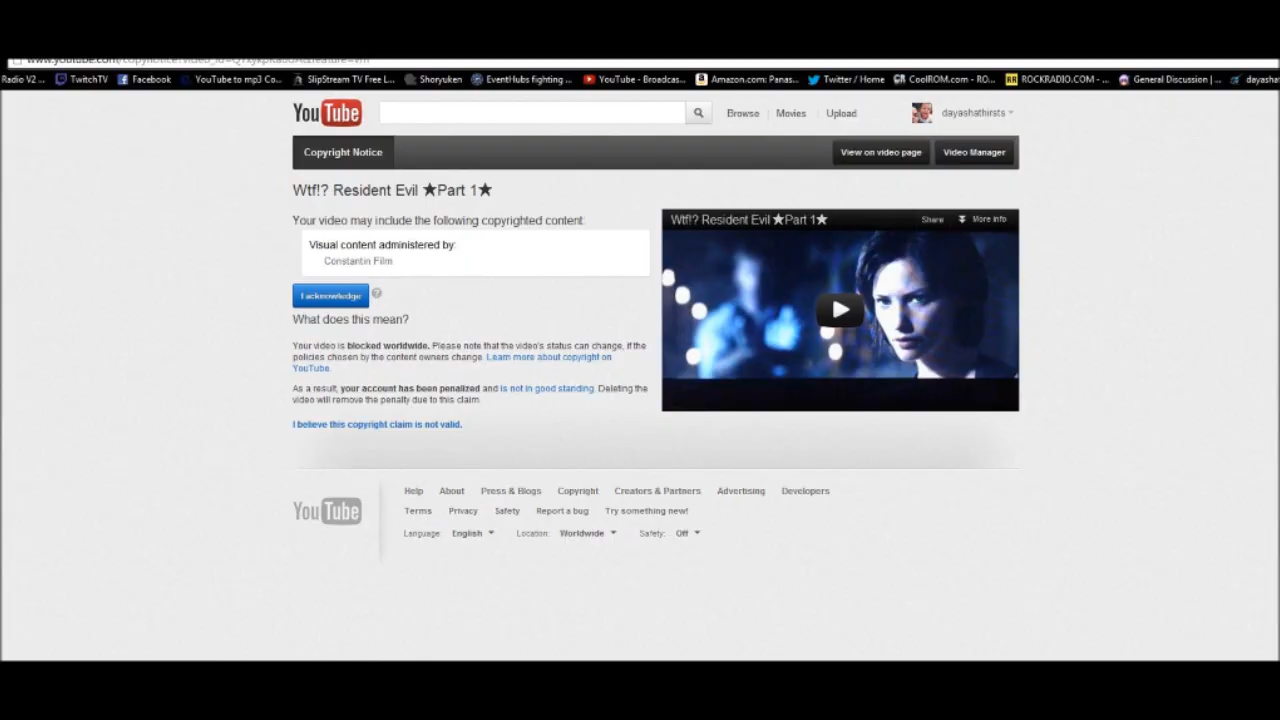 Radio V2 ... TwitchTV Facebook YouTube to mp3 Co... SlipStream TV Free L... Shoryuken EventHubs fighting ... YouTube - Broadcas... Amazon.com: Panas... Twitter / Home CoolROM.com - RO... ROCKRADIO.COM - ... General Discussion | ... dayashat
YouTube Browse Movies Upload dayashathirsts
Copyright Notice View on video page Video Manager
Wtf!? Resident Evil ★Part 1★
Your video may include the following copyrighted content:
Visual content administered by:
Constantin Film
I acknowledge ?
What does this mean?
Your video is blocked worldwide. Please note that the video's status can change, if the
policies chosen by the content owners change. Learn more about copyright on
YouTube.
As a result, your account has been penalized and is not in good standing. Deleting the
video will remove the penalty due to this claim.
I believe this copyright claim is not valid.
Wtf!? Resident Evil ★Part 1★ Share More info
YouTube
Help About Press & Blogs Copyright Creators & Partners Advertising Developers
Terms Privacy Safety Report a bug Try something new!
Language: English Location: Worldwide Safety: Off